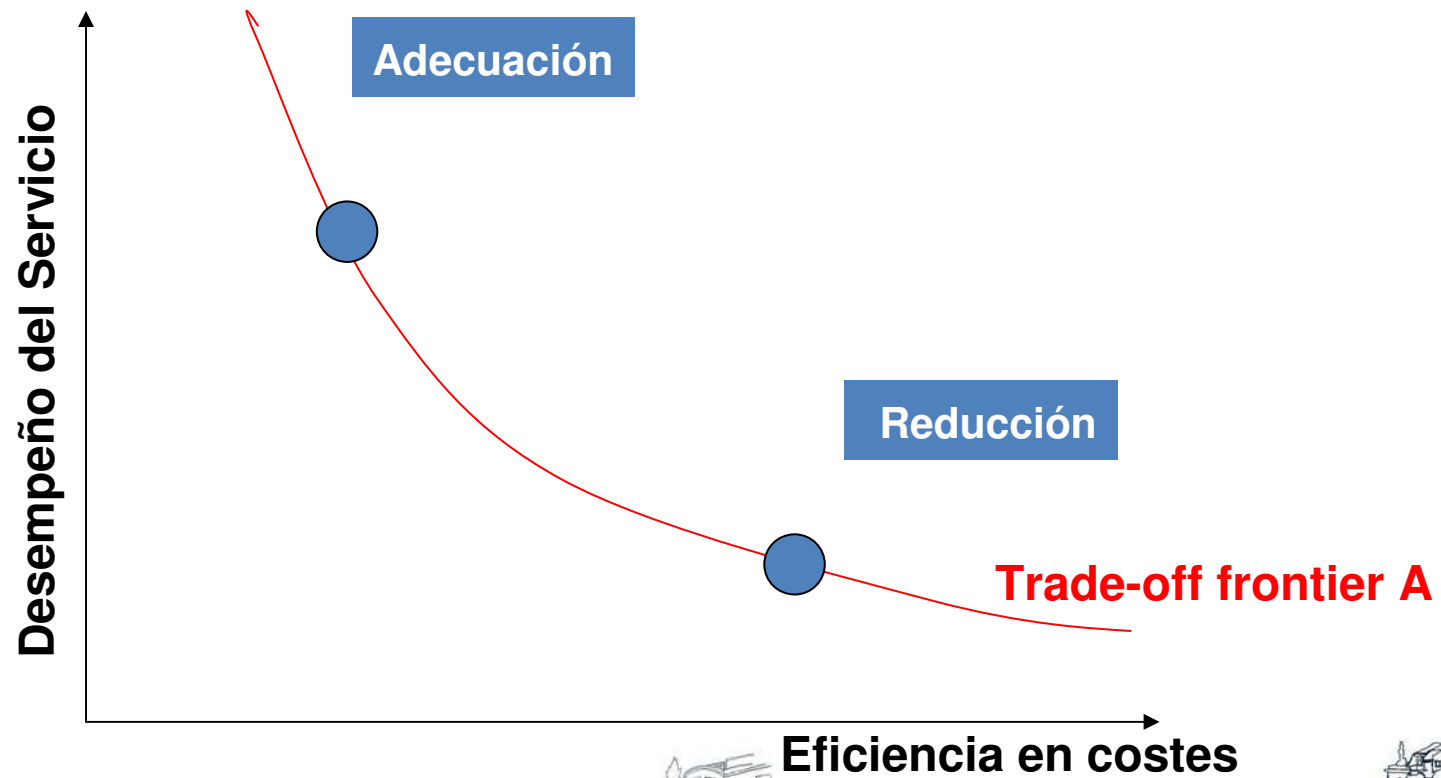 Adecuación
Desempeño del Servicio
Reducción
Trade-off frontier A
Eficiencia en costes